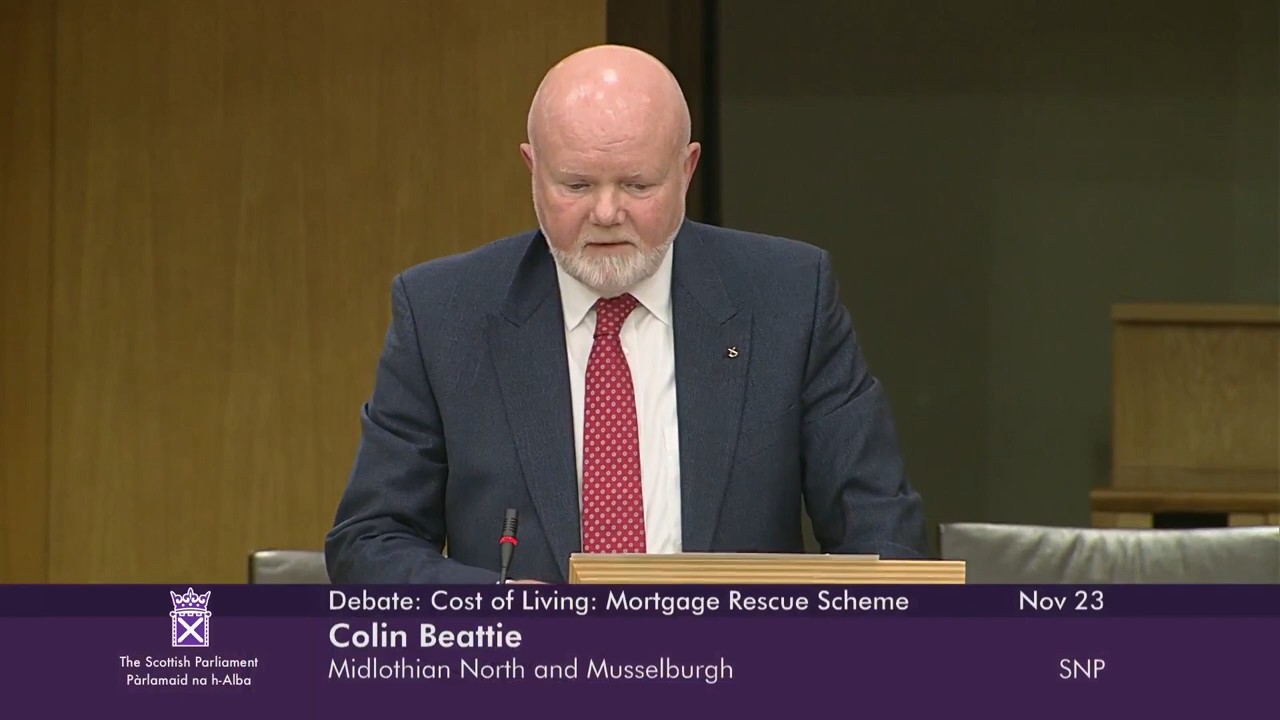 Debate: Cost of Living: Mortgage Rescue Scheme Nov 23
Colin Beattie
Midlothian North and Musselburgh SNP
The Scottish Parliament
Pàrlamaid na h-Alba